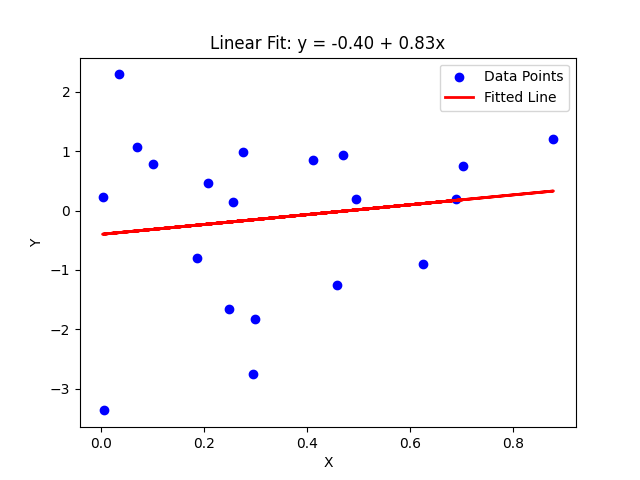 Linear Fit: y = -0.40 + 0.83x
Data Points
Fitted Line
2
1
0
−1
−2
−3
Y
0.0 0.2 0.4 0.6 0.8
X